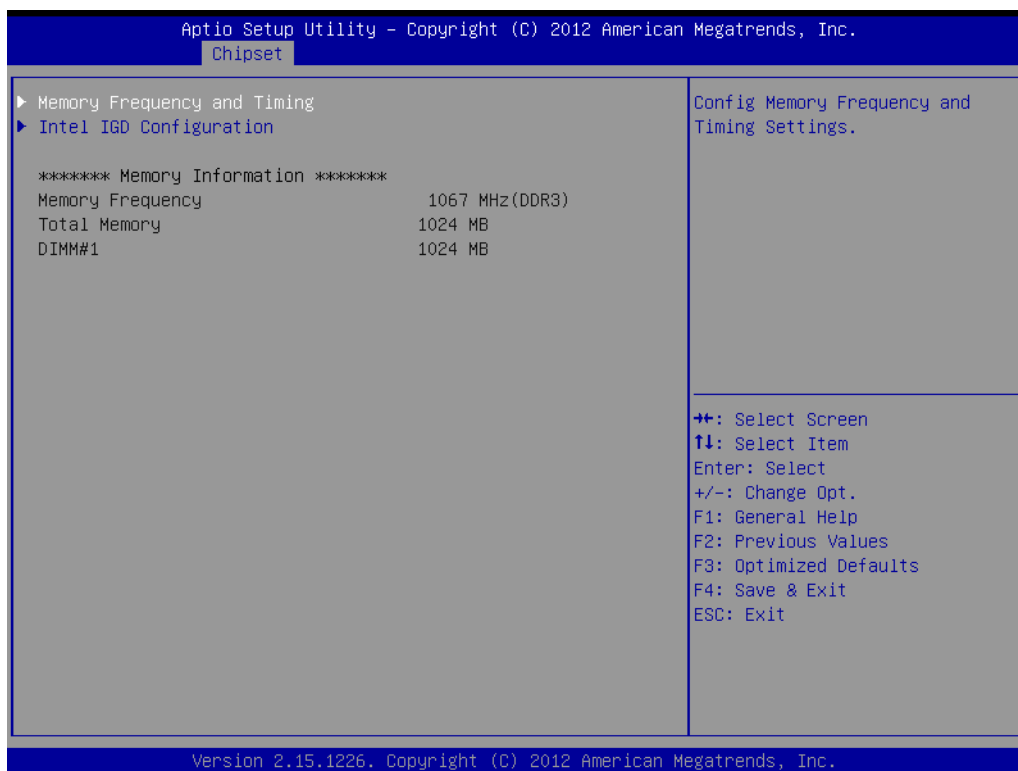 Aptio Setup Utility – Copyright (C) 2012 American Megatrends, Inc.
Chipset
Memory Frequency and Timing
Intel IGD Configuration
******* Memory Information *******
Memory Frequency 1067 MHz(DDR3)
Total Memory 1024 MB
DIMM#1 1024 MB
Config Memory Frequency and
Timing Settings.
→←: Select Screen
↑↓: Select Item
Enter: Select
+/-: Change Opt.
F1: General Help
F2: Previous Values
F3: Optimized Defaults
F4: Save & Exit
ESC: Exit
Version 2.15.1226. Copyright (C) 2012 American Megatrends, Inc.